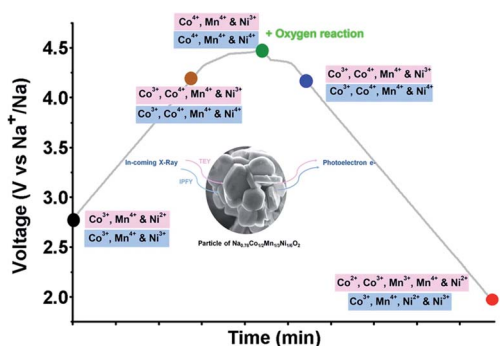 Co⁴⁺, Mn⁴⁺ & Ni³⁺
Co⁴⁺, Mn⁴⁺ & Ni⁴⁺
+ Oxygen reaction
Co³⁺, Co⁴⁺, Mn⁴⁺ & Ni³⁺
Co³⁺, Co⁴⁺, Mn⁴⁺ & Ni⁴⁺
Co³⁺, Co⁴⁺, Mn⁴⁺ & Ni³⁺
Co³⁺, Co⁴⁺, Mn⁴⁺ & Ni⁴⁺
In-coming X-Ray
TEY
IPFY
Photoelectron e-
Particle of Na₀.₇₈Co₁/₂Mn₁/₃Ni₁/₆O₂
Co³⁺, Mn⁴⁺ & Ni²⁺
Co³⁺, Mn⁴⁺ & Ni³⁺
Co²⁺, Co³⁺, Mn³⁺, Mn⁴⁺ & Ni²⁺
Co³⁺, Mn⁴⁺, Ni²⁺ & Ni³⁺
4.5
4.0
3.5
3.0
2.5
2.0
Voltage (V vs Na⁺/Na)
Time (min)